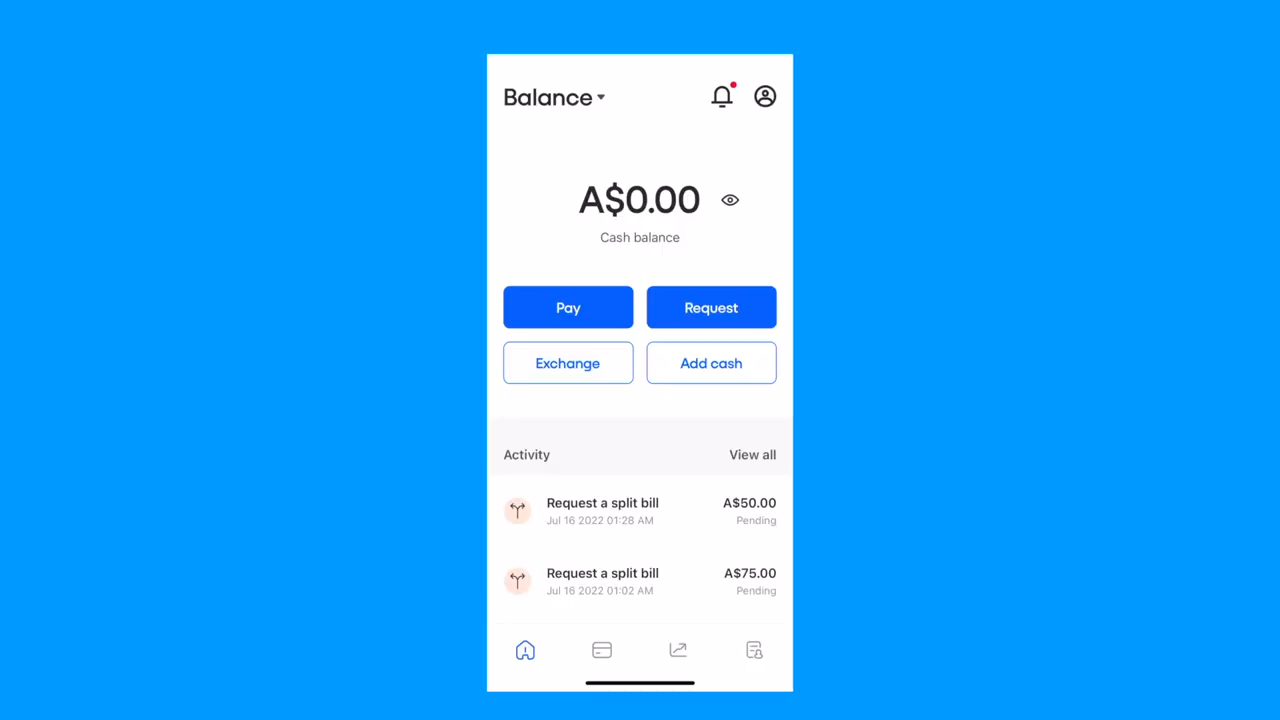 Balance
A$0.00
Cash balance
Pay
Request
Exchange
Add cash
Activity
View all
Request a split bill
A$50.00
Jul 16 2022 01:28 AM
Pending
Request a split bill
A$75.00
Jul 16 2022 01:02 AM
Pending